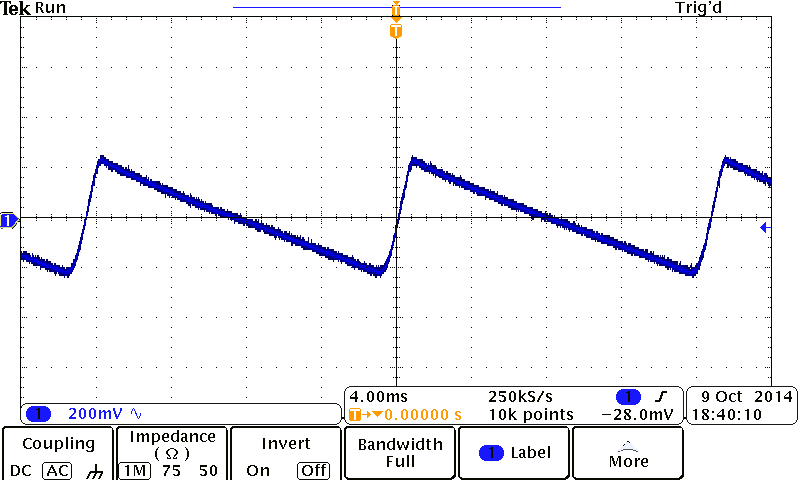 Tek Run Trig'd
T
T
1
4.00ms 250kS/s 1
1 200mV T→▼0.00000 s 10k points −28.0mV
9 Oct 2014
18:40:10
Coupling
DC AC
Impedance
(Ω)
1M 75 50
Invert
On Off
Bandwidth
Full
1 Label
More